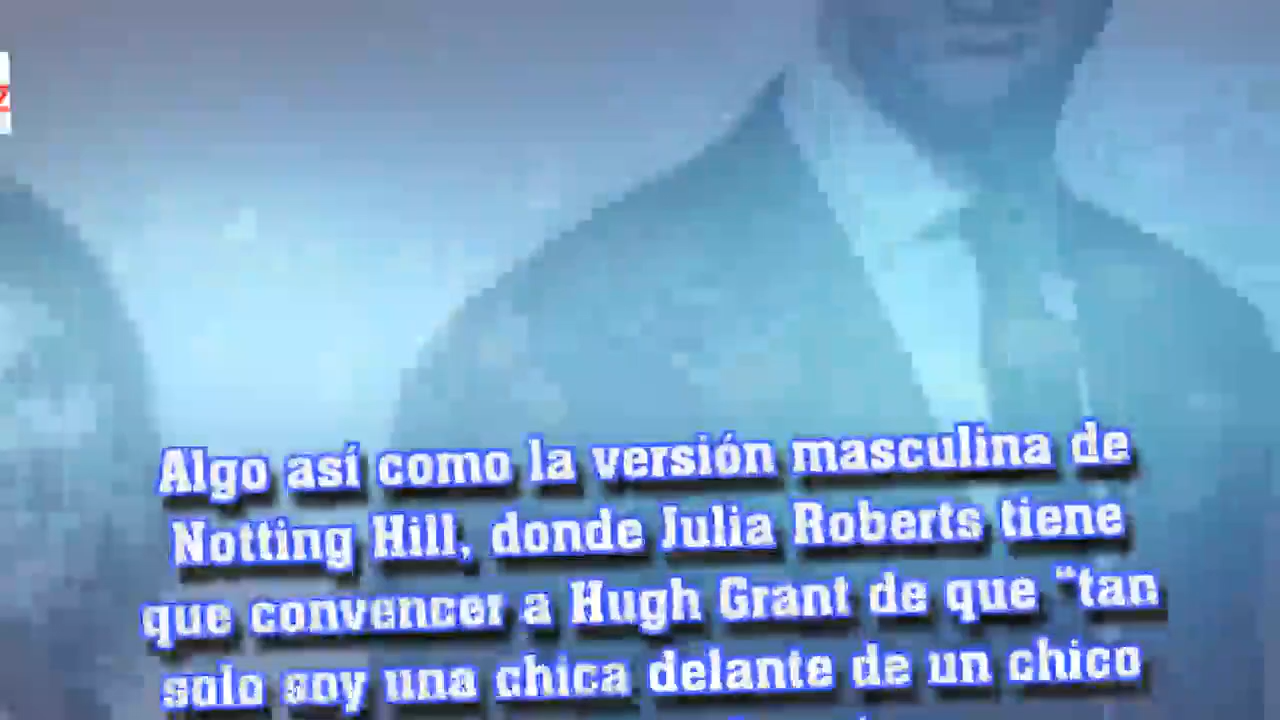 Algo así como la versión masculina de
Notting Hill, donde Julia Roberts tiene
que convencer a Hugh Grant de que “tan
solo soy una chica delante de un chico